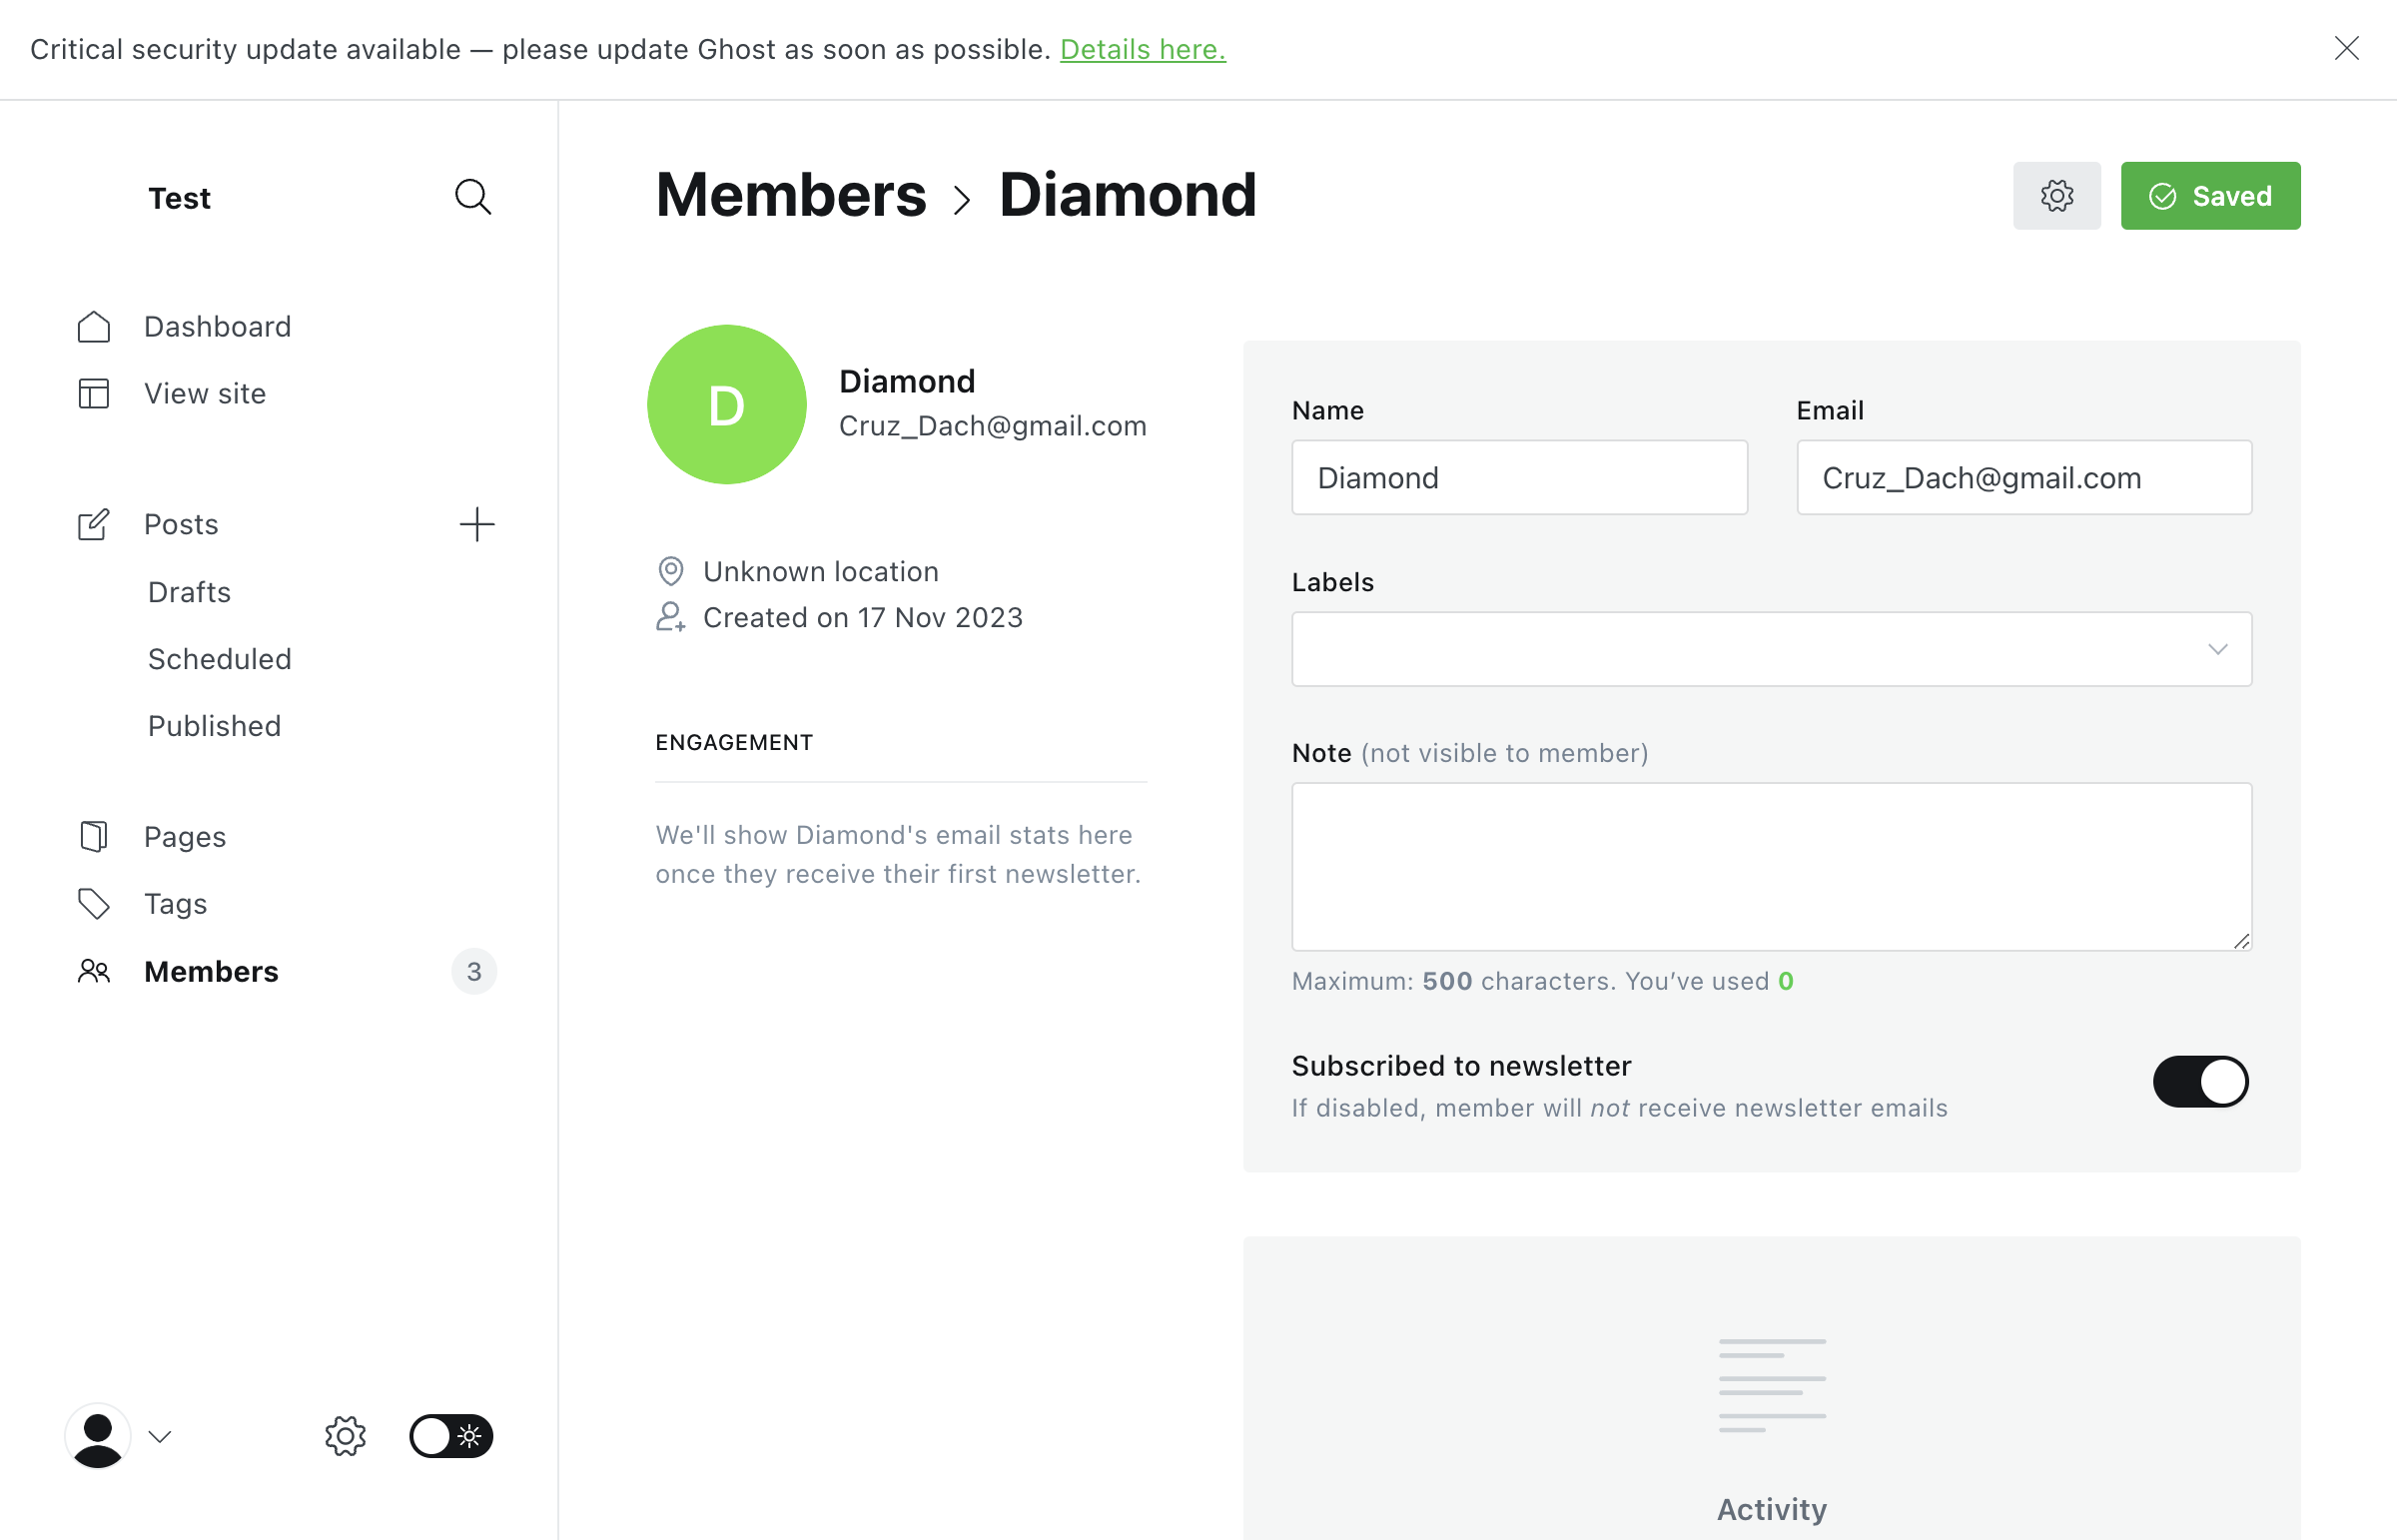 Critical security update available — please update Ghost as soon as possible. Details here.
Test
Dashboard
View site
Posts
Drafts
Scheduled
Published
Pages
Tags
Members 3
Members > Diamond
Saved
D
Diamond
Cruz_Dach@gmail.com
Unknown location
Created on 17 Nov 2023
ENGAGEMENT
We'll show Diamond's email stats here
once they receive their first newsletter.
Name
Diamond
Email
Cruz_Dach@gmail.com
Labels
Note (not visible to member)
Maximum: 500 characters. You’ve used 0
Subscribed to newsletter
If disabled, member will not receive newsletter emails
Activity